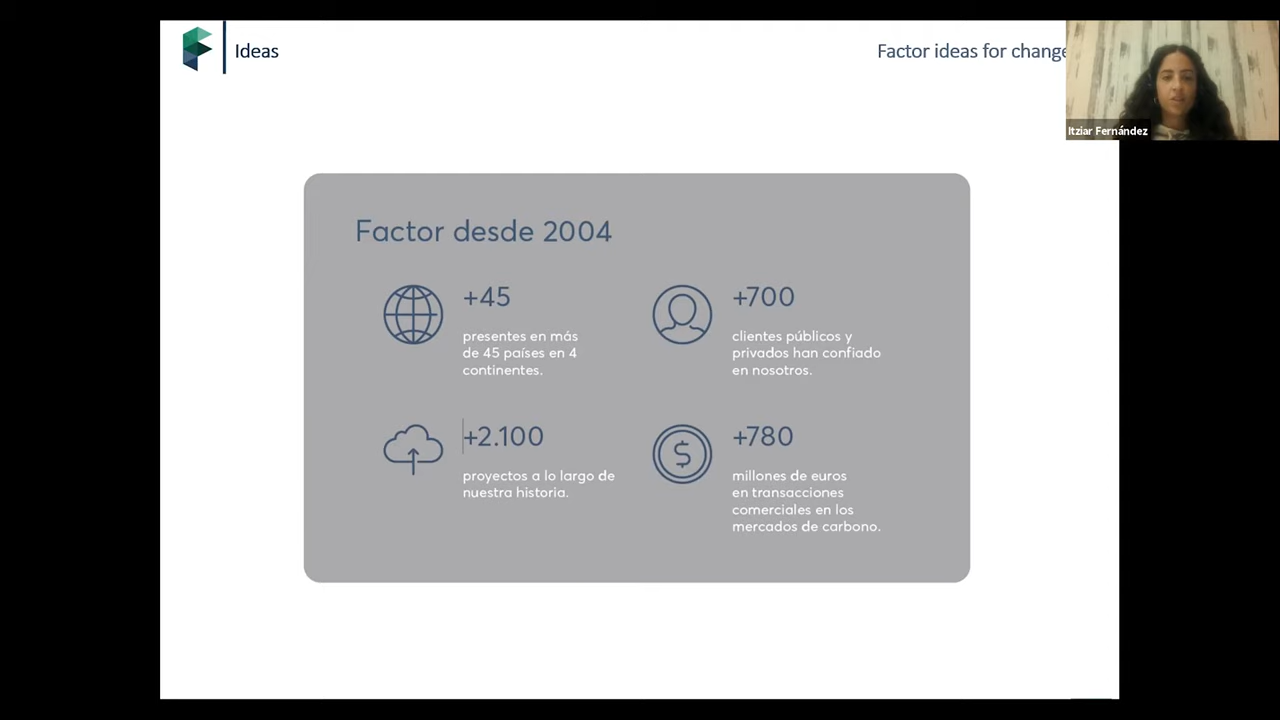 Ideas
Factor ideas for change
Itziar Fernández
Factor desde 2004
+45
presentes en más
de 45 países en 4
continentes.
+700
clientes públicos y
privados han confiado
en nosotros.
+2.100
proyectos a lo largo de
nuestra historia.
+780
millones de euros
en transacciones
comerciales en los
mercados de carbono.